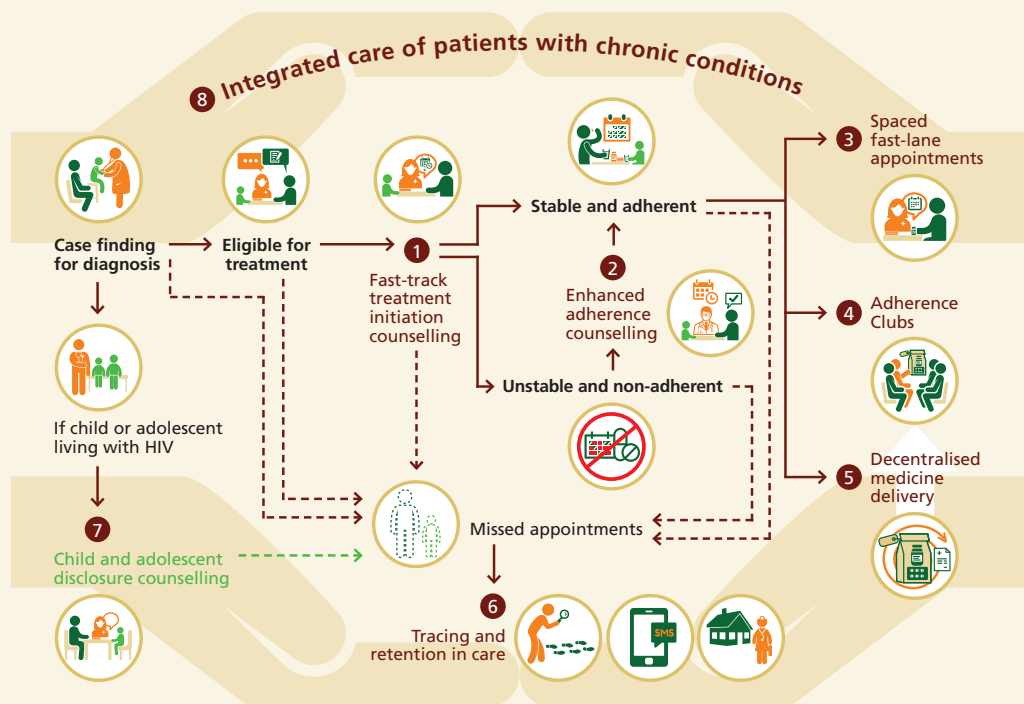 8 Integrated care of patients with chronic conditions
Case finding
for diagnosis
Eligible for
treatment
1
Fast-track
treatment
initiation
counselling
Stable and adherent
2
Enhanced
adherence
counselling
Unstable and non-adherent
3 Spaced
fast-lane
appointments
4 Adherence
Clubs
5 Decentralised
medicine
delivery
If child or adolescent
living with HIV
7
Child and adolescent
disclosure counselling
Missed appointments
6
Tracing and
retention in care
SMS